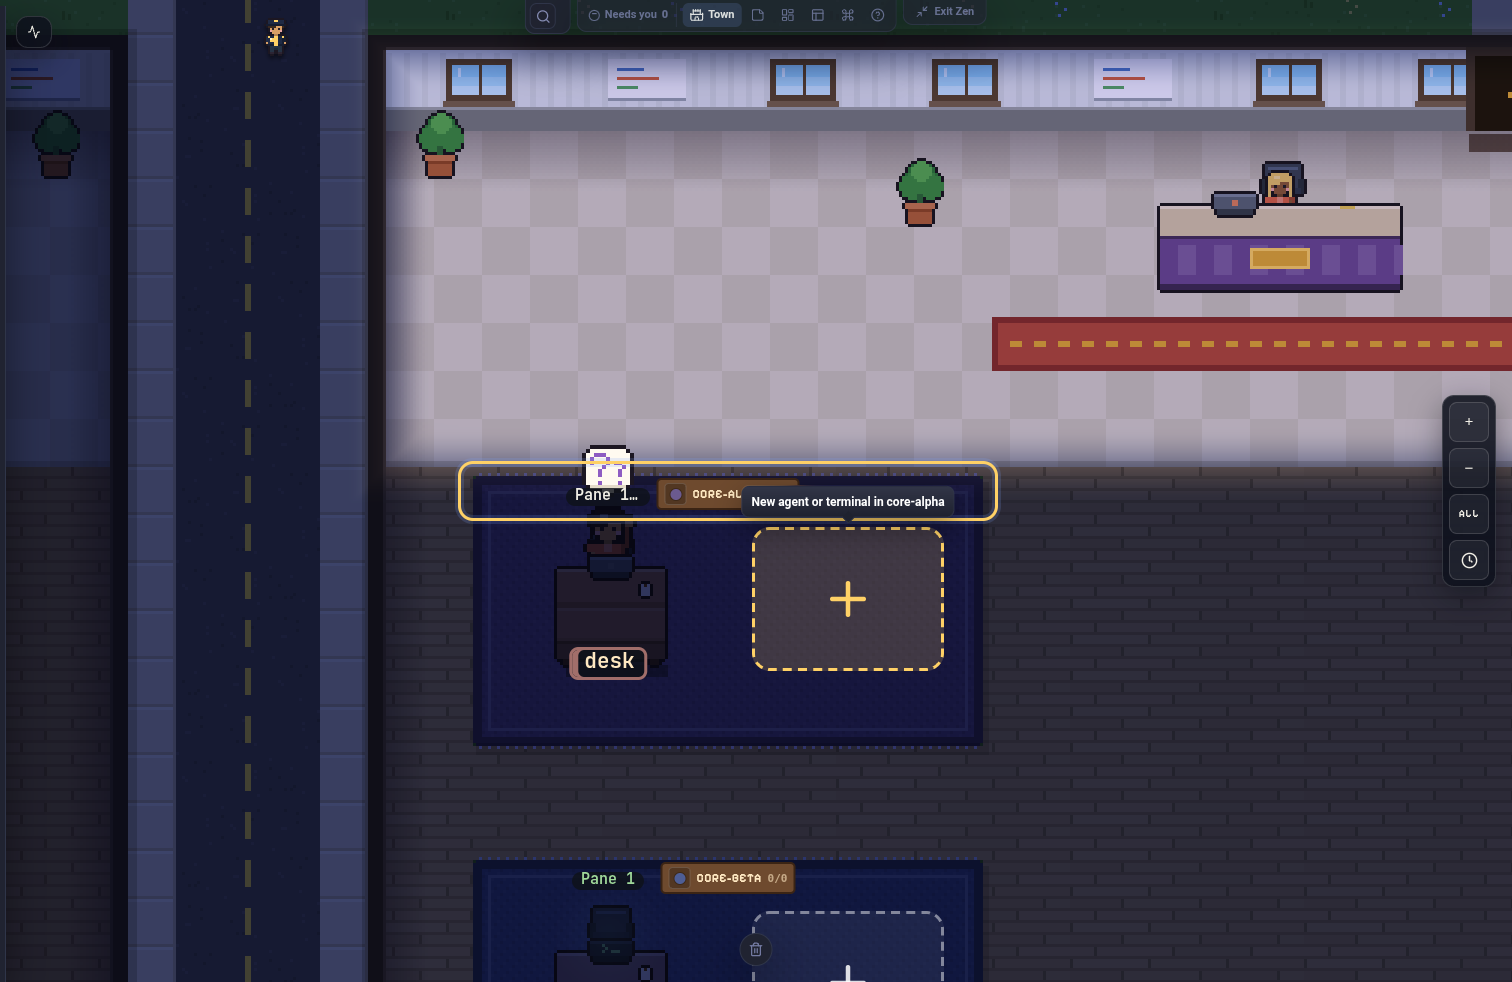 Needs you 0
Town
Exit Zen
Pane 1…
CORE-AL
New agent or terminal in core-alpha
ALL
desk
Pane 1
CORE-BETA 0/0